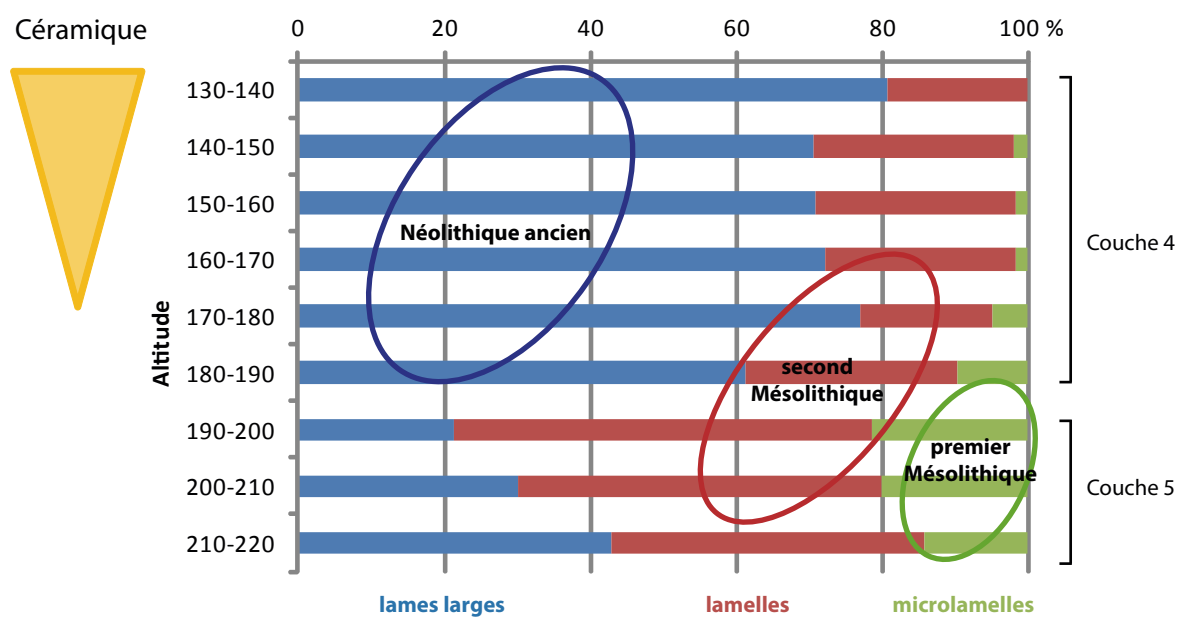 Céramique
0 20 40 60 80 100 %
130-140
140-150
150-160
160-170
170-180
180-190
190-200
200-210
210-220
Altitude
Néolithique ancien
second
Mésolithique
premier
Mésolithique
Couche 4
Couche 5
lames larges lamelles microlamelles